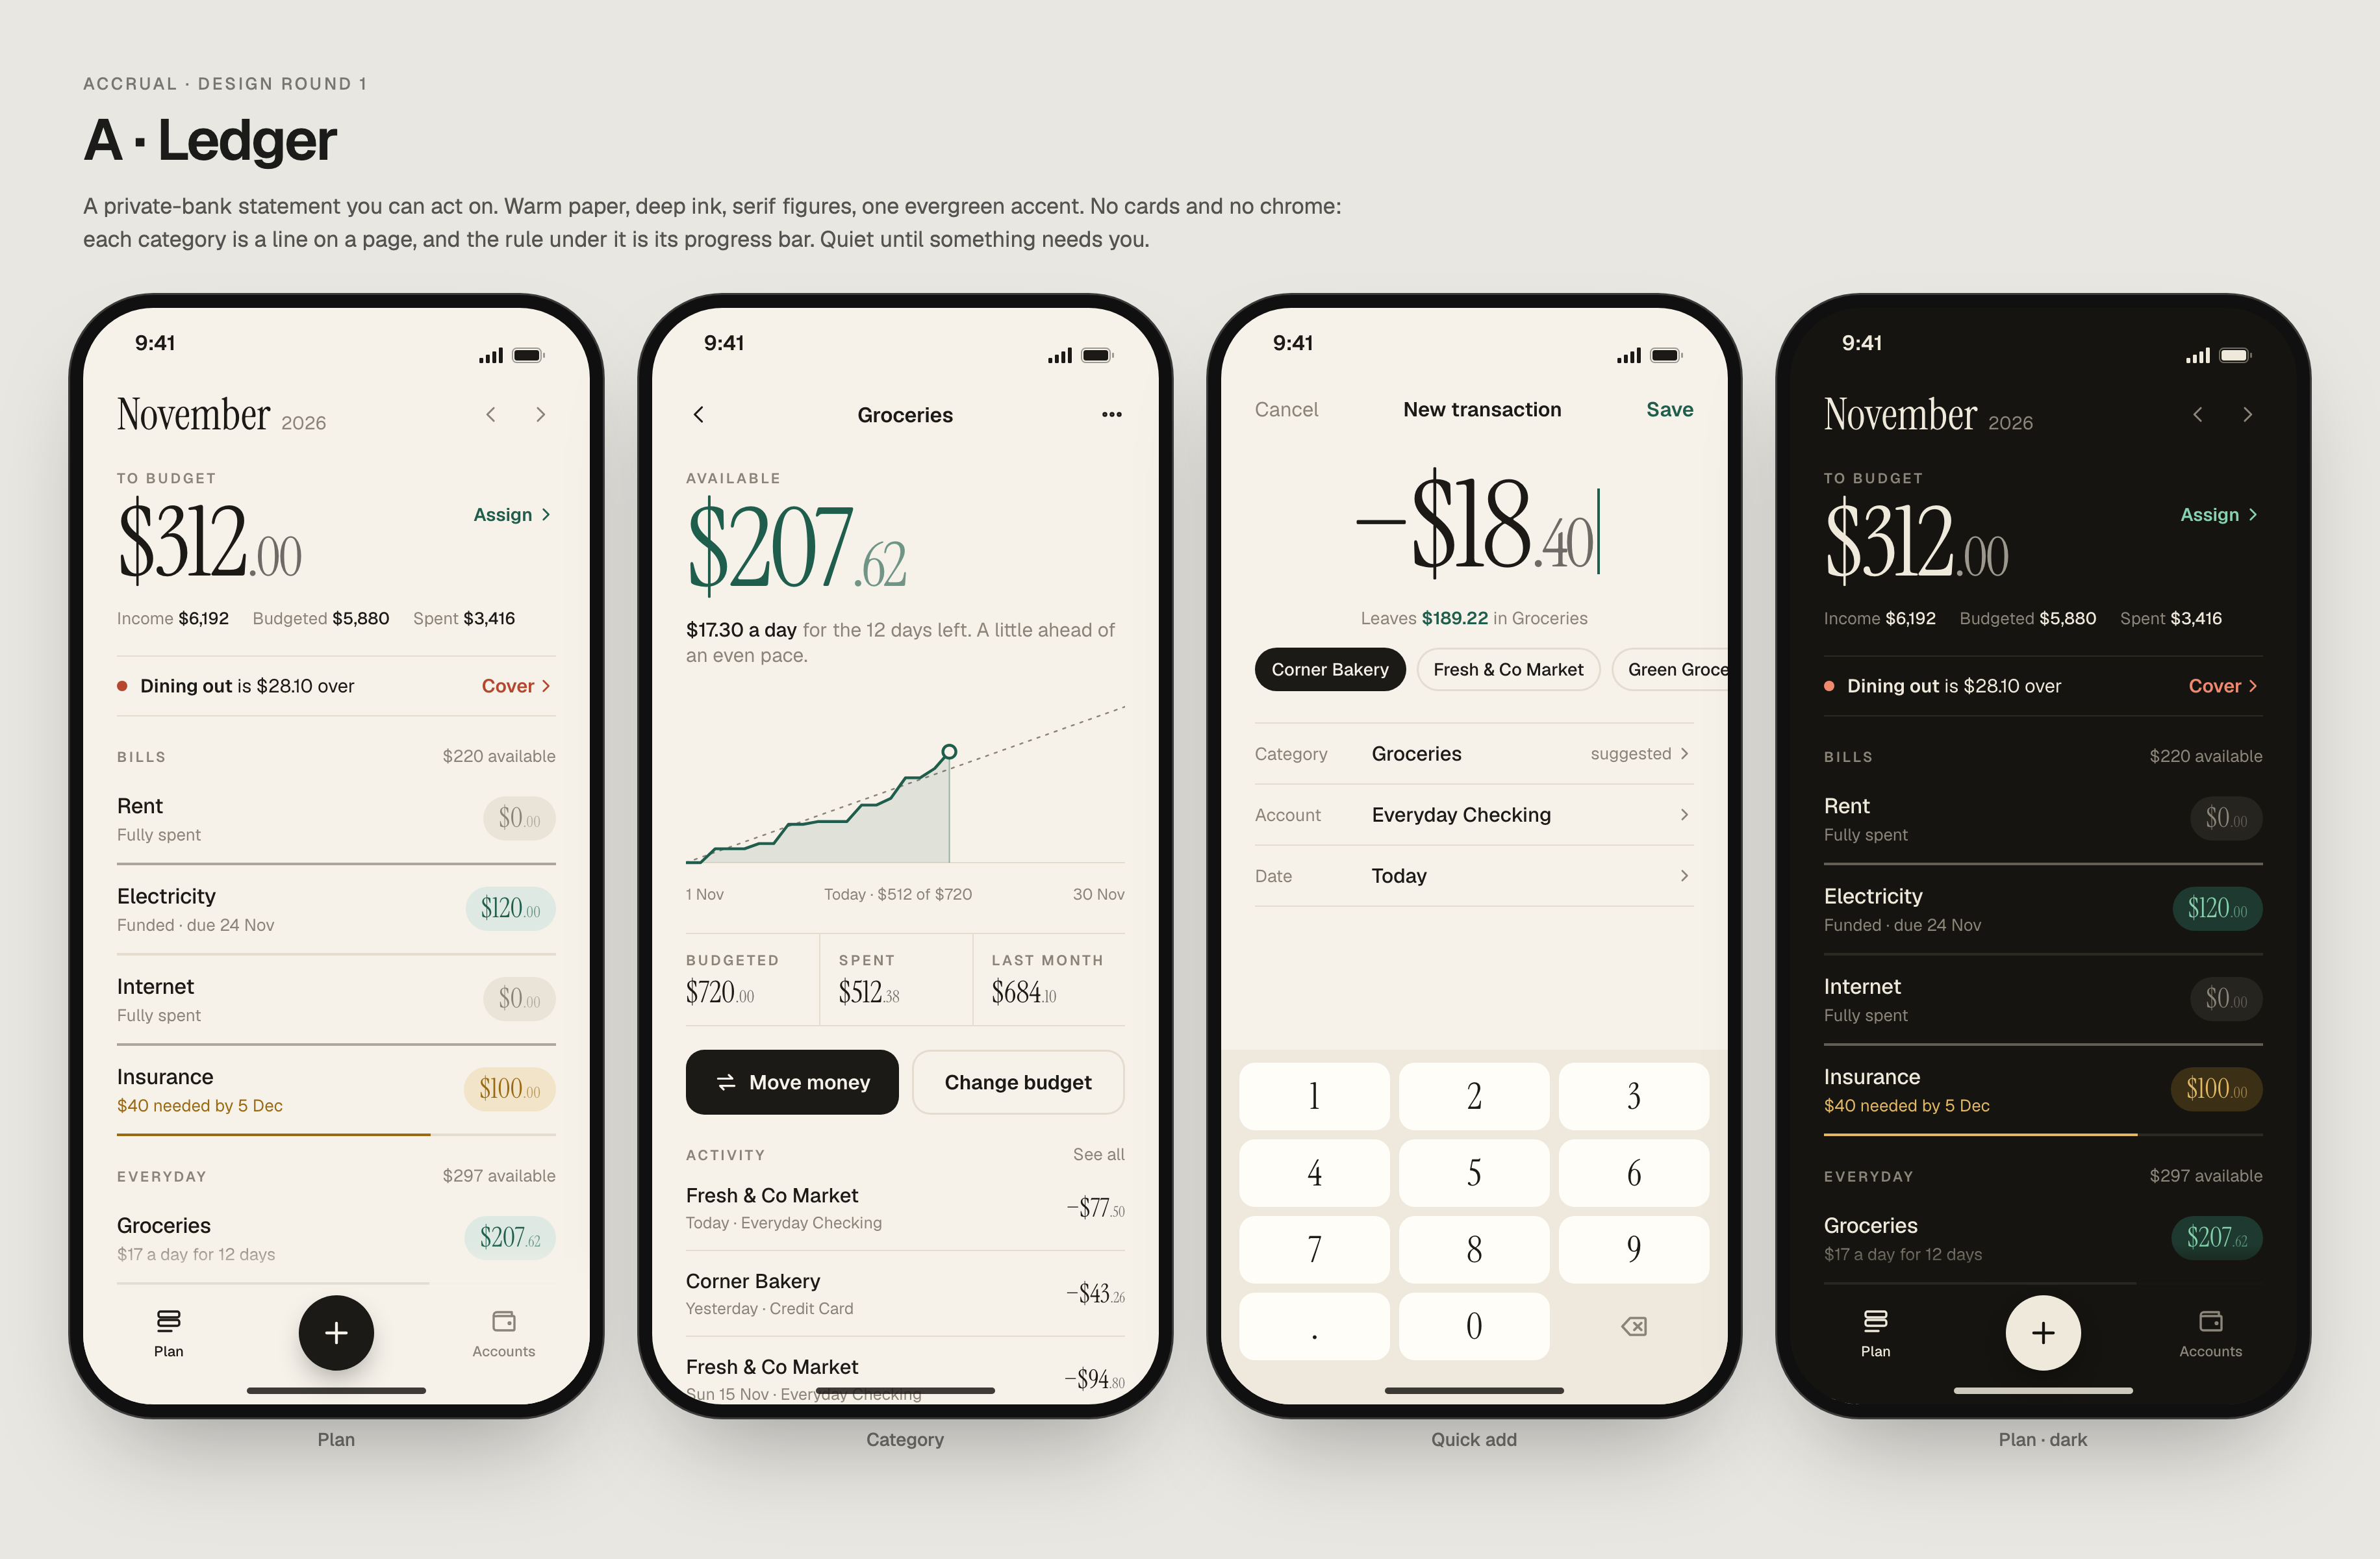 ACCRUAL · DESIGN ROUND 1
A · Ledger
A private-bank statement you can act on. Warm paper, deep ink, serif figures, one evergreen accent. No cards and no chrome:
each category is a line on a page, and the rule under it is its progress bar. Quiet until something needs you.
9:41
November 2026
TO BUDGET
$312.00
Assign
Income $6,192 Budgeted $5,880 Spent $3,416
Dining out is $28.10 over Cover
BILLS $220 available
Rent $0.00
Fully spent
Electricity $120.00
Funded · due 24 Nov
Internet $0.00
Fully spent
Insurance $100.00
$40 needed by 5 Dec
EVERYDAY $297 available
Groceries $207.62
$17 a day for 12 days
Plan Accounts
Plan
9:41
Groceries
AVAILABLE
$207.62
$17.30 a day for the 12 days left. A little ahead of
an even pace.
1 Nov Today · $512 of $720 30 Nov
BUDGETED SPENT LAST MONTH
$720.00 $512.38 $684.10
Move money Change budget
ACTIVITY See all
Fresh & Co Market −$77.50
Today · Everyday Checking
Corner Bakery −$43.26
Yesterday · Credit Card
Fresh & Co Market −$94.80
Sun 15 Nov · Everyday Checking
Category
9:41
Cancel New transaction Save
−$18.40
Leaves $189.22 in Groceries
Corner Bakery Fresh & Co Market Green Groce
Category Groceries suggested
Account Everyday Checking
Date Today
1 2 3
4 5 6
7 8 9
. 0
Quick add
9:41
November 2026
TO BUDGET
$312.00
Assign
Income $6,192 Budgeted $5,880 Spent $3,416
Dining out is $28.10 over Cover
BILLS $220 available
Rent $0.00
Fully spent
Electricity $120.00
Funded · due 24 Nov
Internet $0.00
Fully spent
Insurance $100.00
$40 needed by 5 Dec
EVERYDAY $297 available
Groceries $207.62
$17 a day for 12 days
Plan Accounts
Plan · dark